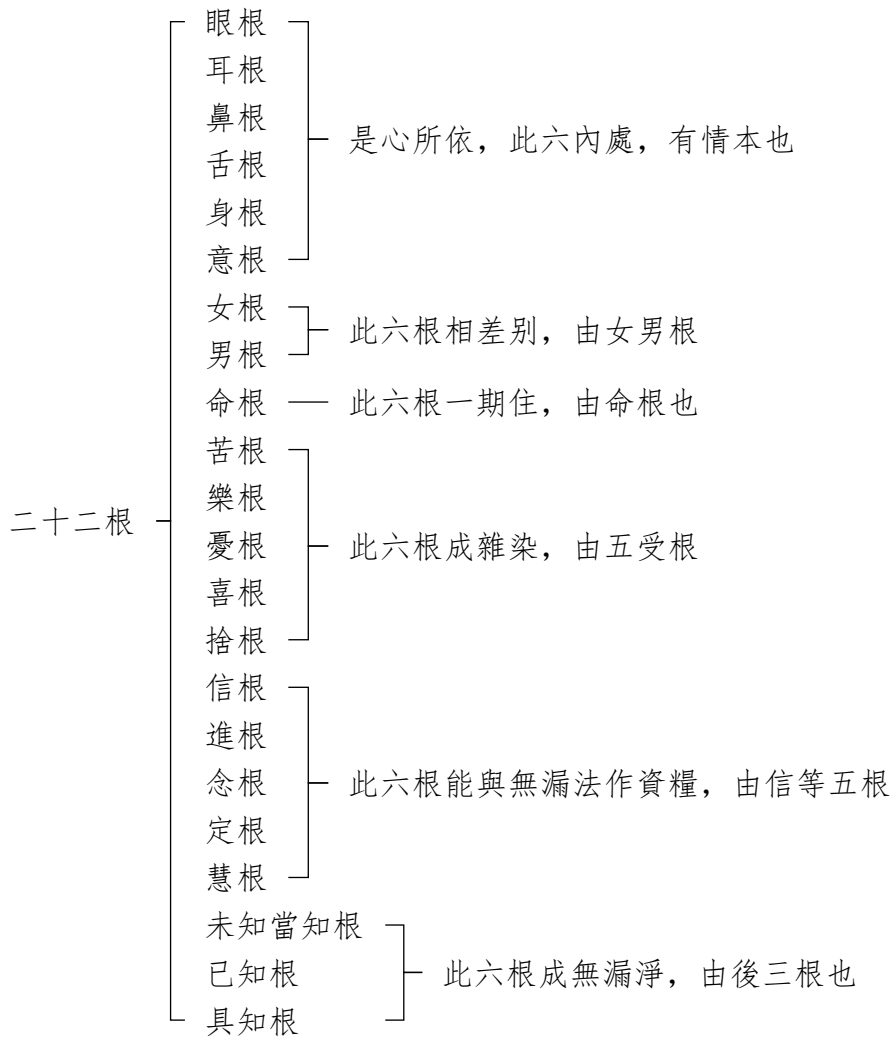 二十二根
眼根
耳根
鼻根
舌根
身根
意根
是心所依，此六內處，有情本也
女根
男根
此六根相差別，由女男根
命根
此六根一期住，由命根也
苦根
樂根
憂根
喜根
捨根
此六根成雜染，由五受根
信根
進根
念根
定根
慧根
此六根能與無漏法作資糧，由信等五根
未知當知根
已知根
具知根
此六根成無漏淨，由後三根也